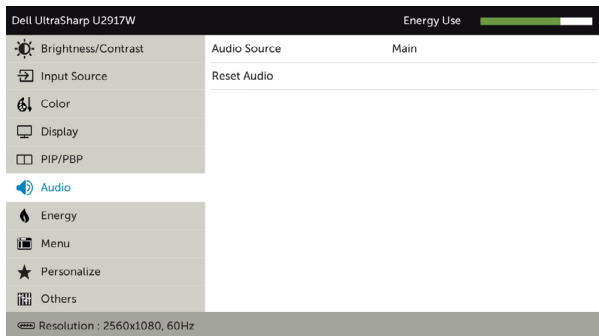 Dell UltraSharp U2917W Energy Use
Brightness/Contrast Audio Source Main
Input Source Reset Audio
Color
Display
PIP/PBP
Audio
Energy
Menu
Personalize
Others
Resolution : 2560x1080, 60Hz